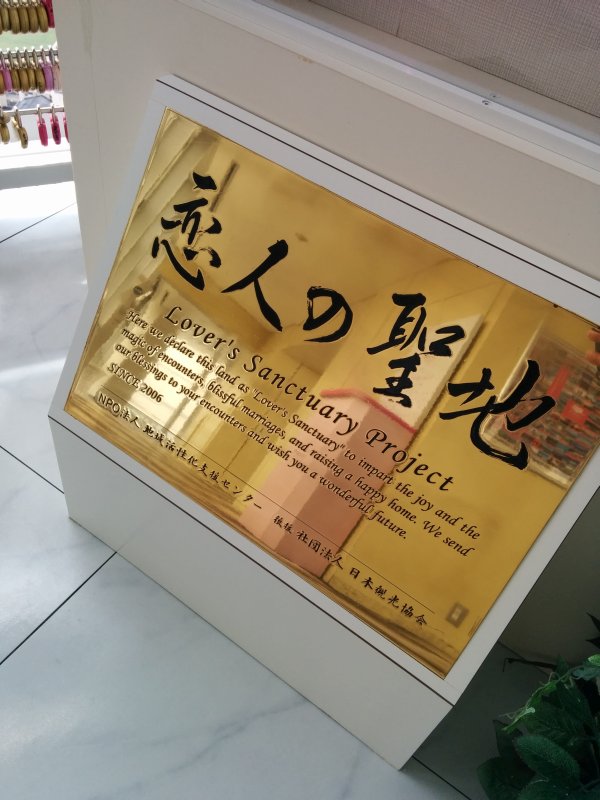 恋人の聖地
Lover's Sanctuary Project
Here we declare this land as "Lover's Sanctuary" to impart the joy and the
magic of encounters, blissful marriages, and raising a happy home. We send
our blessings to your encounters and wish you a wonderful future.
SINCE 2006
NPO法人 地域活性化支援センター 後援 社団法人 日本観光協会